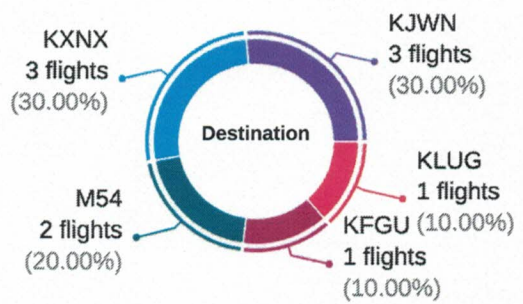 KXNX
3 flights
(30.00%)
KJWN
3 flights
(30.00%)
Destination
KLUG
1 flights
(10.00%)
KFGU
1 flights
(10.00%)
M54
2 flights
(20.00%)